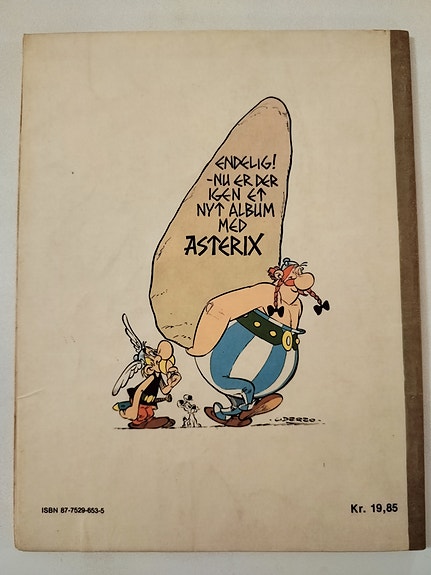 ENDELIG!
-NU ER DER
IGEN ET
NYT ALBUM
MED
ASTERIX
-UDERZO-
ISBN 87-7529-653-5
Kr. 19,85